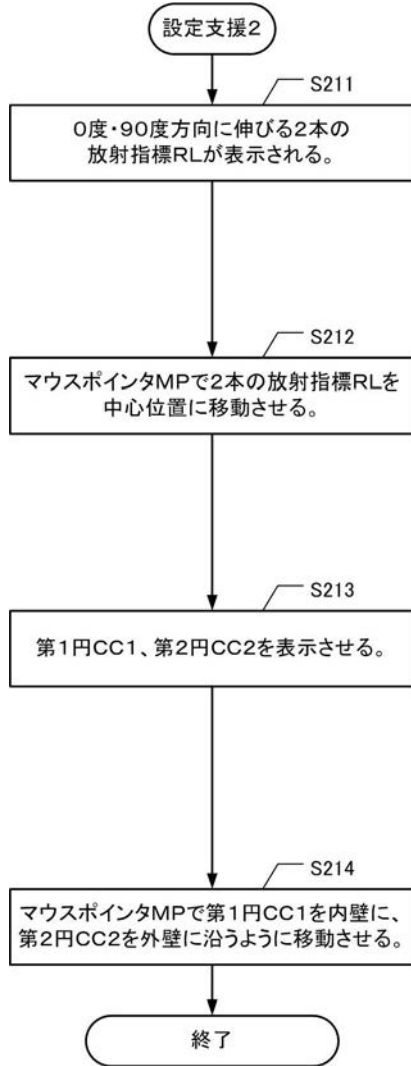 設定支援2
S211
0度・90度方向に伸びる2本の
放射指標RLが表示される。
S212
マウスポインタMPで2本の放射指標RLを
中心位置に移動させる。
S213
第1円CC1、第2円CC2を表示させる。
S214
マウスポインタMPで第1円CC1を内壁に、
第2円CC2を外壁に沿うように移動させる。
終了